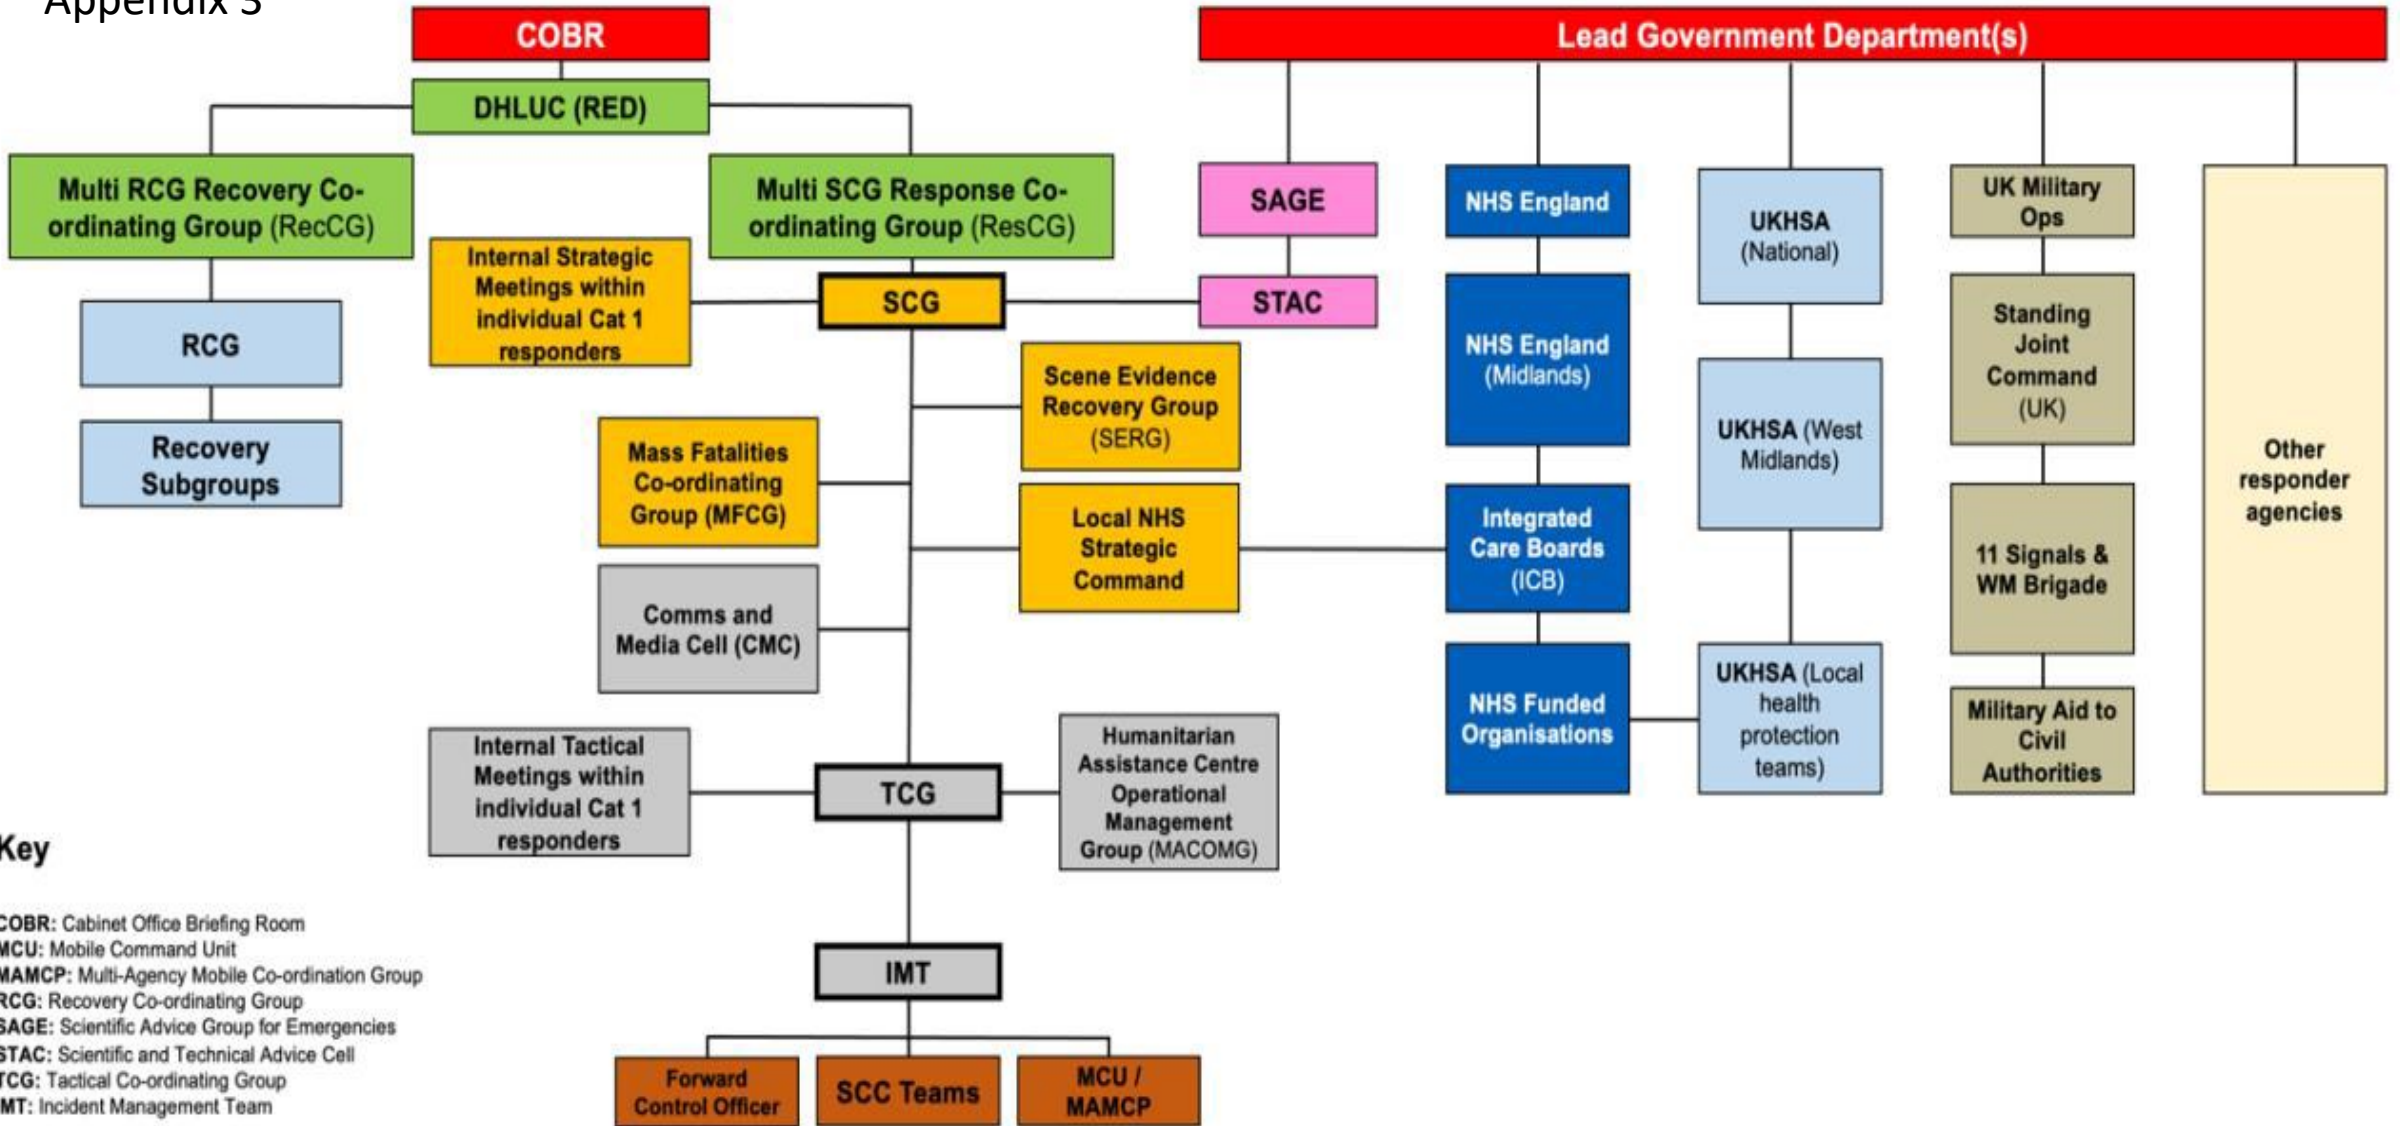 Appendix 3
COBR
Lead Government Department(s)
DHLUC (RED)
Multi RCG Recovery Co-
ordinating Group (RecCG)
Multi SCG Response Co-
ordinating Group (ResCG)
Internal Strategic
Meetings within
individual Cat 1
responders
SCG
RCG
Recovery
Subgroups
Scene Evidence
Recovery Group
(SERG)
Mass Fatalities
Co-ordinating
Group (MFCG)
Local NHS
Strategic
Command
Comms and
Media Cell (CMC)
Internal Tactical
Meetings within
individual Cat 1
responders
TCG
Humanitarian
Assistance Centre
Operational
Management
Group (MACOMG)
IMT
Forward
Control Officer
SCC Teams
MCU /
MAMCP
SAGE
STAC
NHS England
NHS England
(Midlands)
Integrated
Care Boards
(ICB)
NHS Funded
Organisations
UKHSA
(National)
UKHSA (West
Midlands)
UKHSA (Local
health
protection
teams)
UK Military
Ops
Standing
Joint
Command
(UK)
11 Signals &
WM Brigade
Military Aid to
Civil
Authorities
Other
responder
agencies
Key
COBR: Cabinet Office Briefing Room
MCU: Mobile Command Unit
MAMCP: Multi-Agency Mobile Co-ordination Group
RCG: Recovery Co-ordinating Group
SAGE: Scientific Advice Group for Emergencies
STAC: Scientific and Technical Advice Cell
TCG: Tactical Co-ordinating Group
IMT: Incident Management Team